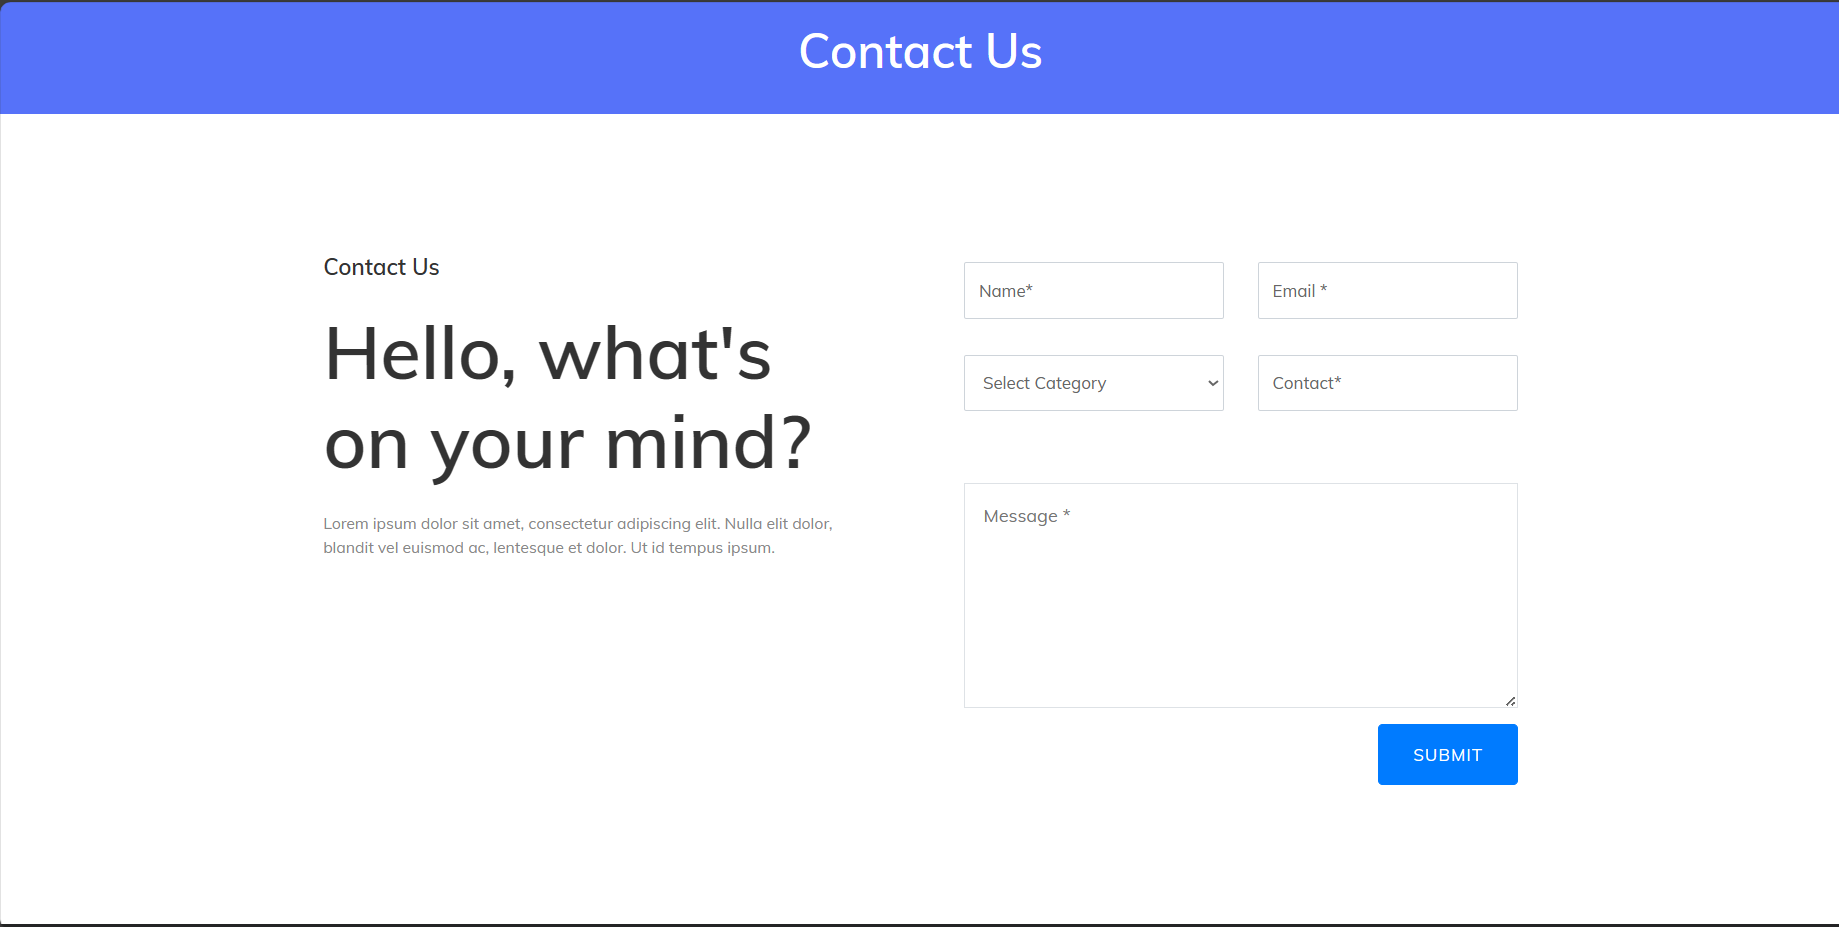 Contact Us
Contact Us
Hello, what's
on your mind?
Lorem ipsum dolor sit amet, consectetur adipiscing elit. Nulla elit dolor,
blandit vel euismod ac, lentesque et dolor. Ut id tempus ipsum.
Name*
Email *
Select Category
Contact*
Message *
SUBMIT